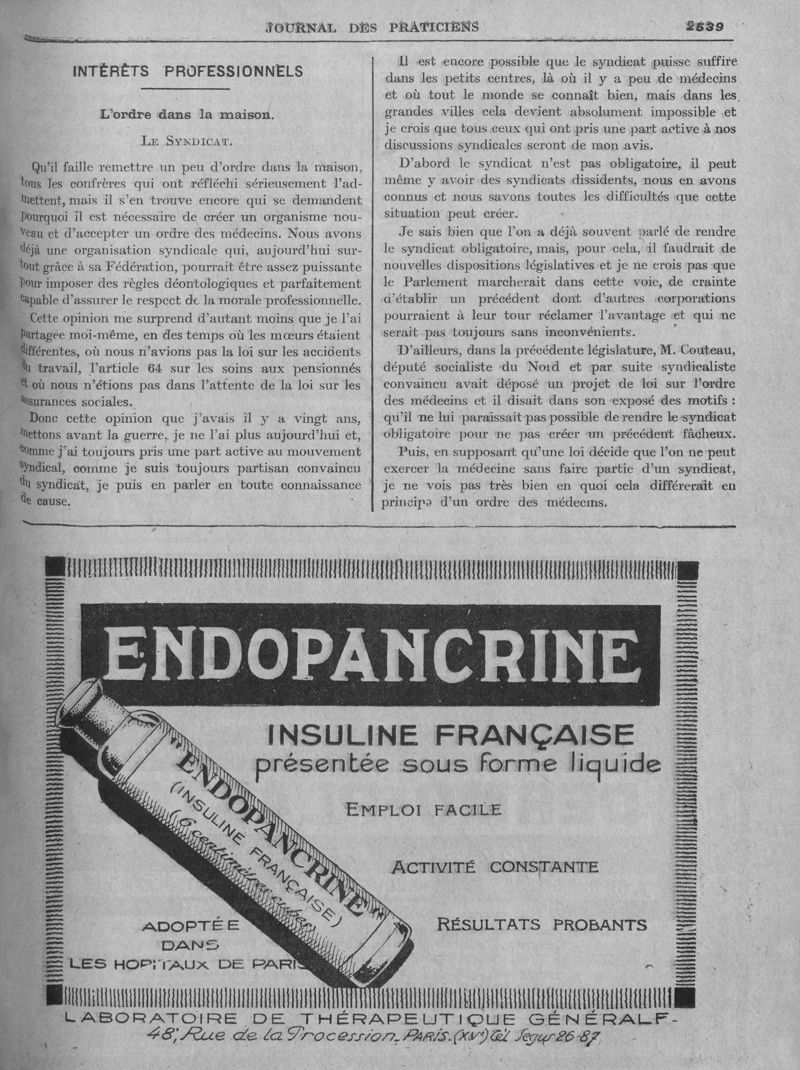 JOURNAL DES PRATICIENS 2539
INTÉRÊTS PROFESSIONNELS
L'ordre dans la maison.
LE SYNDICAT.
Qu'il faille remettre un peu d'ordre dans la maison,
tous les confrères qui ont réfléchi sérieusement l'ad-
mettent, mais il s'en trouve encore qui se demandent
pourquoi il est nécessaire de créer un organisme nou-
veau et d'accepter un ordre des médecins. Nous avons
déjà une organisation syndicale qui, aujourd'hui sur-
tout grâce à sa Fédération, pourrait être assez puissante
pour imposer des règles déontologiques et parfaitement
capable d'assurer le respect de la morale professionnelle.
Cette opinion me surprend d'autant moins que je l'ai
partagée moi-même, en des temps où les mœurs étaient
différentes, où nous n'avions pas la loi sur les accidents
du travail, l'article 64 sur les soins aux pensionnés
et où nous n'étions pas dans l'attente de la loi sur les
assurances sociales.
Donc cette opinion que j'avais il y a vingt ans,
mettons avant la guerre, je ne l'ai plus aujourd'hui et,
comme j'ai toujours pris une part active au mouvement
syndical, comme je suis toujours partisan convaincu
du syndicat, je puis en parler en toute connaissance
de cause.
Il est encore possible que le syndicat puisse suffire
dans les petits centres, là où il y a peu de médecins
et où tout le monde se connaît bien, mais dans les
grandes villes cela devient absolument impossible et
je crois que tous ceux qui ont pris une part active à nos
discussions syndicales seront de mon avis.
D'abord le syndicat n'est pas obligatoire, il peut
même y avoir des syndicats dissidents, nous en avons
connus et nous savons toutes les difficultés que cette
situation peut créer.
Je sais bien que l'on a déjà souvent parlé de rendre
le syndicat obligatoire, mais, pour cela, il faudrait de
nouvelles dispositions législatives et je ne crois pas que
le Parlement marcherait dans cette voie, de crainte
d'établir un précédent dont d'autres corporations
pourraient à leur tour réclamer l'avantage et qui ne
serait pas toujours sans inconvénients.
D'ailleurs, dans la précédente législature, M. Couteau,
député socialiste du Nord et par suite syndicaliste
convaincu avait déposé un projet de loi sur l'ordre
des médecins et il disait dans son exposé des motifs :
qu'il ne lui paraissait pas possible de rendre le syndicat
obligatoire pour ne pas créer un précédent fâcheux.
Puis, en supposant qu'une loi décide que l'on ne peut
exercer la médecine sans faire partie d'un syndicat,
je ne vois pas très bien en quoi cela différerait en
principe d'un ordre des médecins.
ENDOPANCRINE
INSULINE FRANÇAISE
présentée sous forme liquide
EMPLOI FACILE
ACTIVITÉ CONSTANTE
RÉSULTATS PROBANTS
"ENDOPANCRINE"
(INSULINE FRANÇAISE)
centimètres cubes
ADOPTÉE
DANS
LES HOPITAUX DE PARIS
LABORATOIRE DE THÉRAPEUTIQUE GÉNÉRALE-
48, Rue de la Procession. PARIS. (XVe) Tél. Ségur 26-87